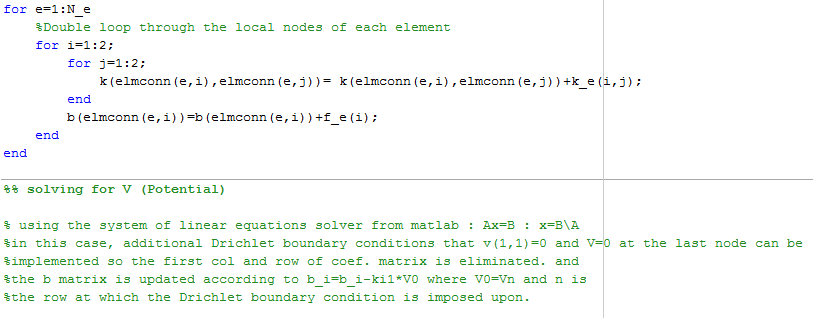 for e=1:N_e
%Double loop through the local nodes of each element
for i=1:2;
for j=1:2;
k(elmconn(e,i),elmconn(e,j))= k(elmconn(e,i),elmconn(e,j))+k_e(i,j);
end
b(elmconn(e,i))=b(elmconn(e,i))+f_e(i);
end
end
%% solving for V (Potential)
% using the system of linear equations solver from matlab : Ax=B : x=B\A
%in this case, additional Drichlet boundary conditions that v(1,1)=0 and V=0 at the last node can be
%implemented so the first col and row of coef. matrix is eliminated. and
%the b matrix is updated according to b_i=b_i-ki1*V0 where V0=Vn and n is
%the row at which the Drichlet boundary condition is imposed upon.